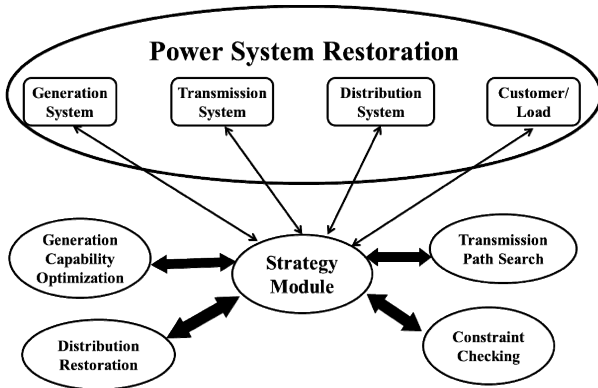 Power System Restoration
Generation
System
Transmission
System
Distribution
System
Customer/
Load
Generation
Capability
Optimization
Strategy
Module
Transmission
Path Search
Distribution
Restoration
Constraint
Checking